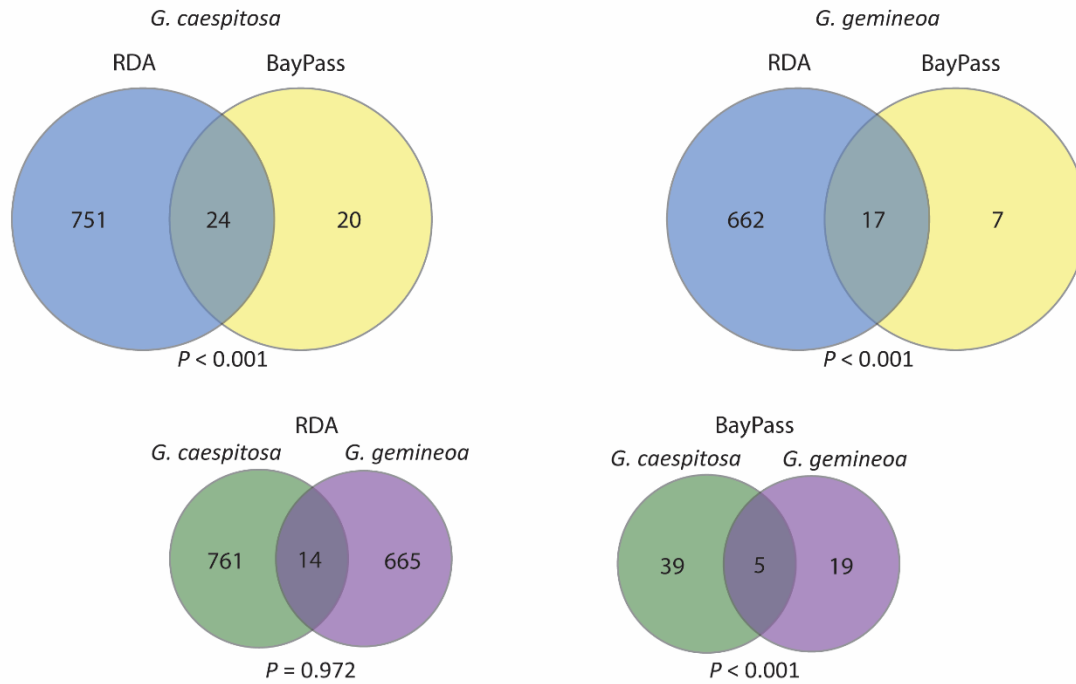 G. caespitosa
RDA BayPass
751 24 20
P < 0.001
G. gemineoa
RDA BayPass
662 17 7
P < 0.001
RDA
G. caespitosa G. gemineoa
761 14 665
P = 0.972
BayPass
G. caespitosa G. gemineoa
39 5 19
P < 0.001